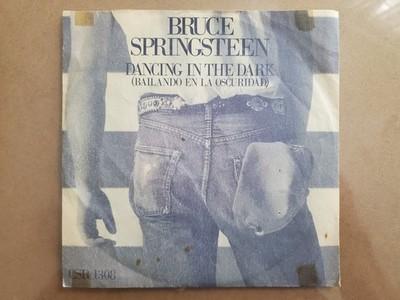 BRUCE
SPRINGSTEEN
DANCING IN THE DARK
(BAILANDO EN LA OSCURIDAD)